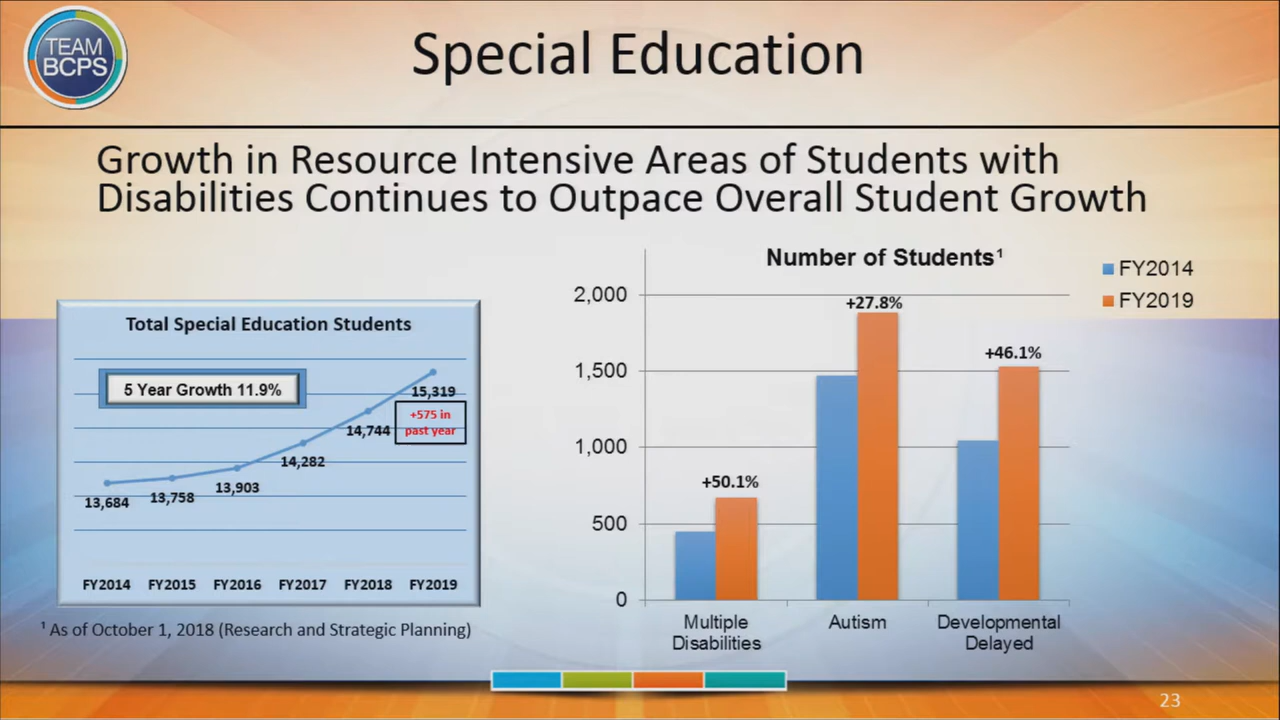 TEAM
BCPS
Special Education
Growth in Resource Intensive Areas of Students with
Disabilities Continues to Outpace Overall Student Growth
Total Special Education Students
5 Year Growth 11.9%
15,319
+575 in
past year
14,744
14,282
13,903
13,758
13,684
FY2014 FY2015 FY2016 FY2017 FY2018 FY2019
¹ As of October 1, 2018 (Research and Strategic Planning)
Number of Students¹
FY2014
FY2019
2,000
1,500
1,000
500
0
+50.1%
+27.8%
+46.1%
Multiple
Disabilities
Autism
Developmental
Delayed
23